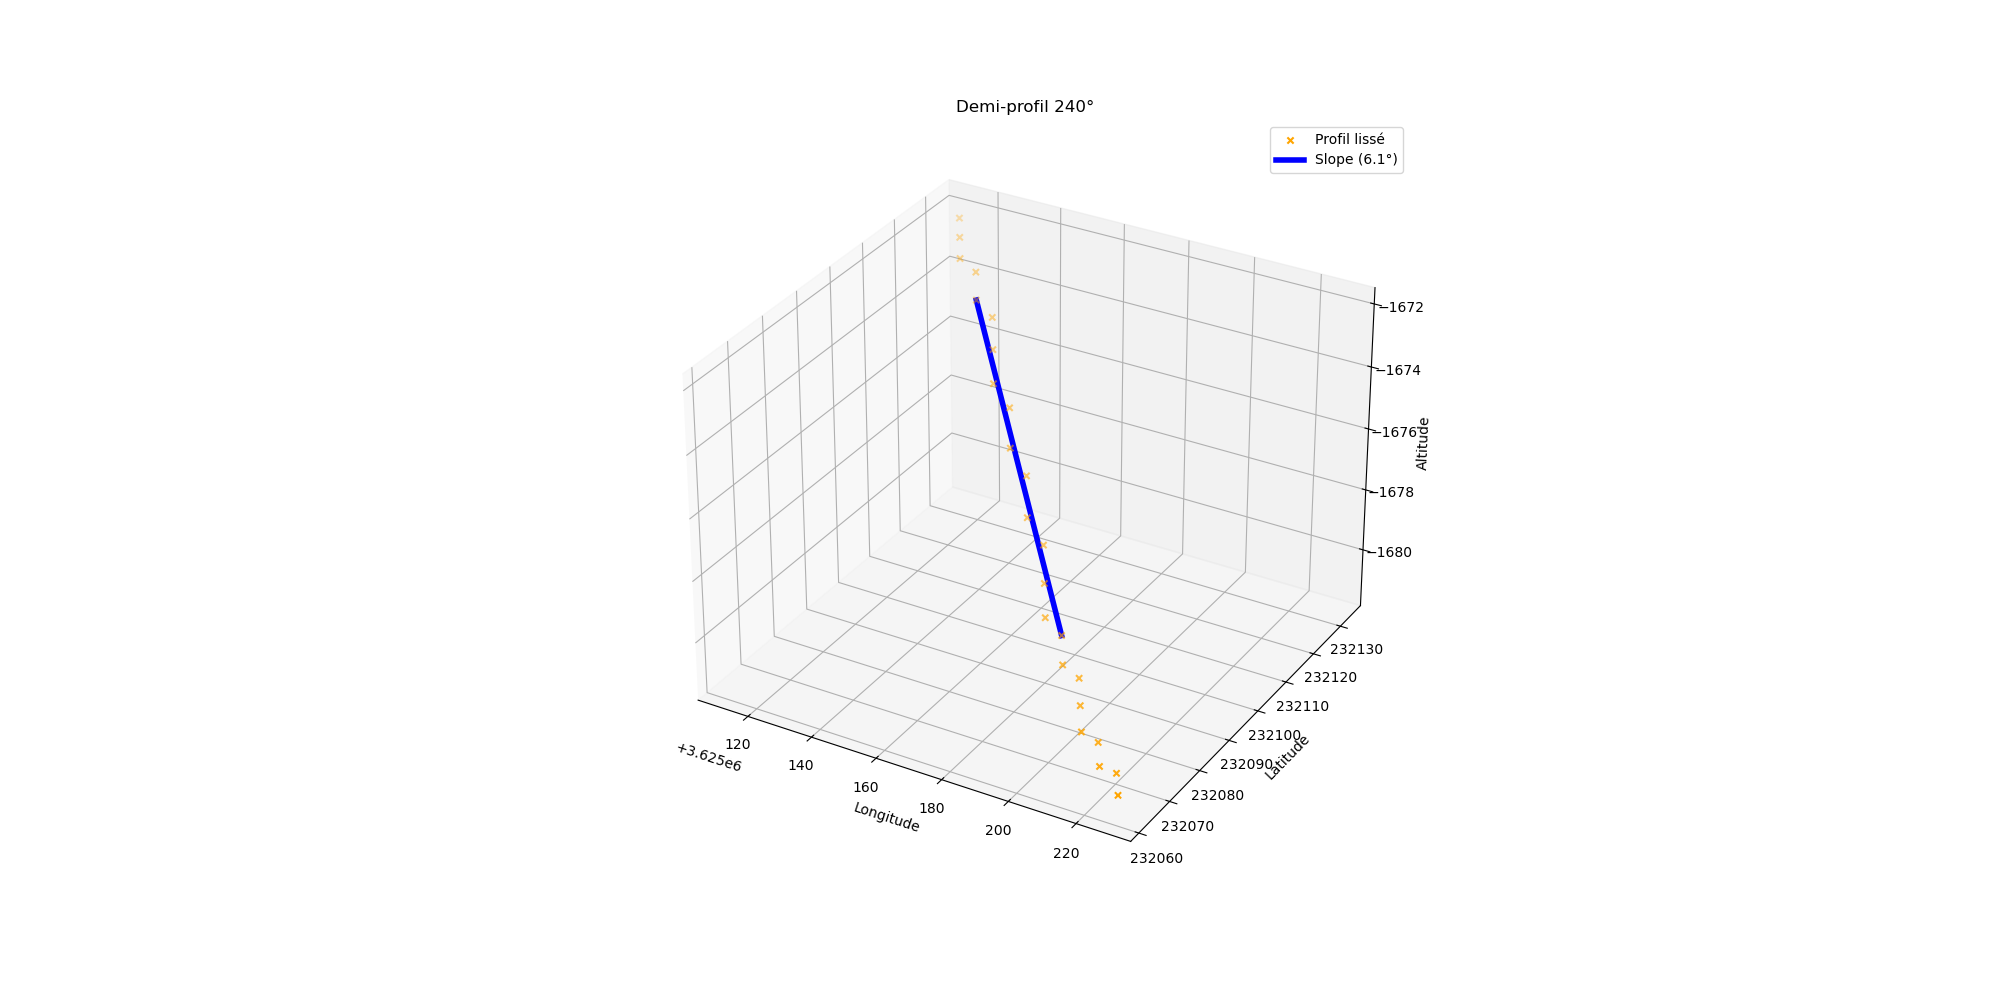 Demi-profil 240°
Profil lissé
Slope (6.1°)
−1672
−1674
−1676
−1678
−1680
Altitude
232130
232120
232110
232100
232090
232080
232070
232060
Latitude
120
140
160
180
200
220
+3.625e6
Longitude